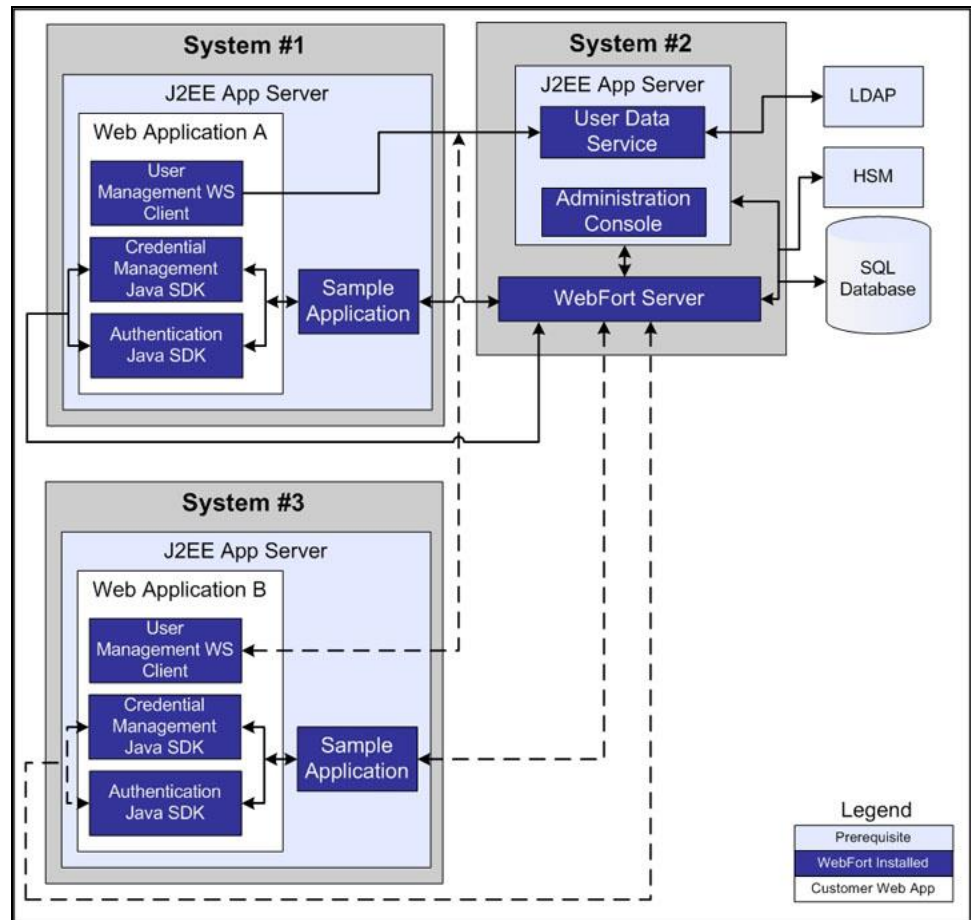 System #1
J2EE App Server
Web Application A
User
Management WS
Client
Credential
Management
Java SDK
Authentication
Java SDK
Sample
Application
System #2
J2EE App Server
User Data
Service
Administration
Console
WebFort Server
LDAP
HSM
SQL
Database
System #3
J2EE App Server
Web Application B
User
Management WS
Client
Credential
Management
Java SDK
Authentication
Java SDK
Sample
Application
Legend
Prerequisite
WebFort Installed
Customer Web App